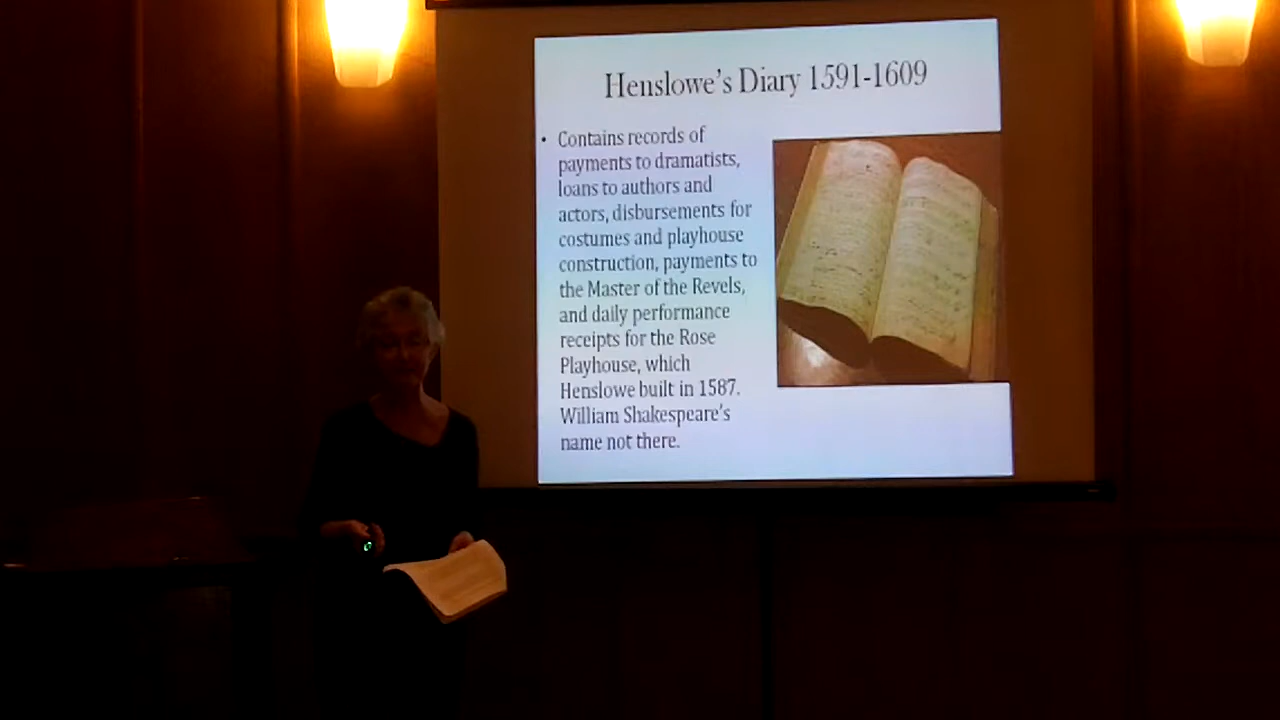 Henslowe's Diary 1591-1609
• Contains records of
payments to dramatists,
loans to authors and
actors, disbursements for
costumes and playhouse
construction, payments to
the Master of the Revels,
and daily performance
receipts for the Rose
Playhouse, which
Henslowe built in 1587.
William Shakespeare's
name not there.